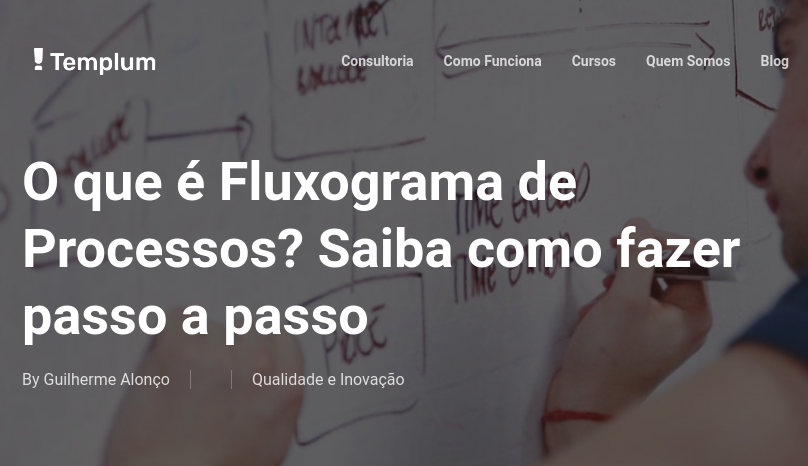 Templum
Consultoria
Como Funciona
Cursos
Quem Somos
Blog
O que é Fluxograma de
Processos? Saiba como fazer
passo a passo
By Guilherme Alonço
Qualidade e Inovação